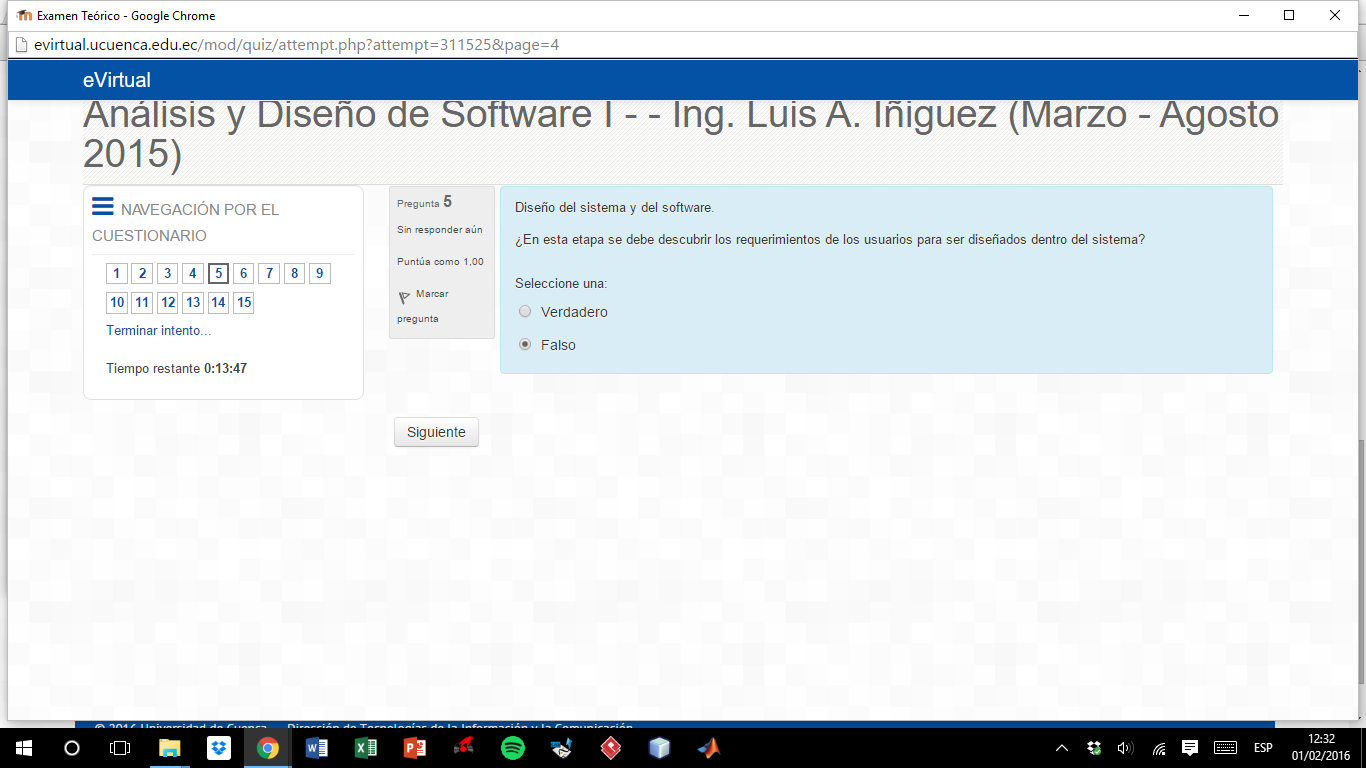 Examen Teórico - Google Chrome
evirtual.ucuenca.edu.ec/mod/quiz/attempt.php?attempt=311525&page=4
eVirtual
Análisis y Diseño de Software I - - Ing. Luis A. Iñiguez (Marzo - Agosto
2015)
NAVEGACIÓN POR EL
CUESTIONARIO
1 2 3 4 5 6 7 8 9
10 11 12 13 14 15
Terminar intento...
Tiempo restante 0:13:47
Pregunta 5
Sin responder aún
Puntúa como 1,00
Marcar
pregunta
Diseño del sistema y del software.
¿En esta etapa se debe descubrir los requerimientos de los usuarios para ser diseñados dentro del sistema?
Seleccione una:
Verdadero
Falso
Siguiente
© 2016 Universidad de Cuenca Dirección de Tecnologías de la Información y la Comunicación
ESP
12:32
01/02/2016